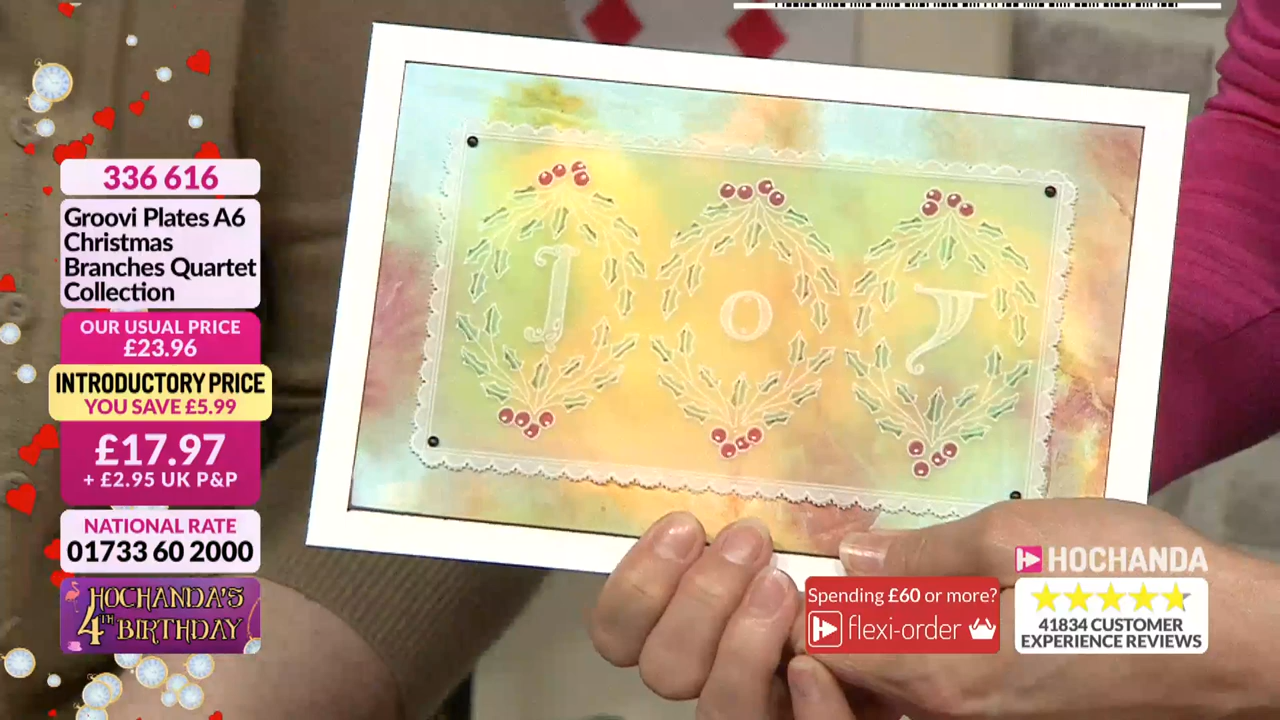 336 616
Groovi Plates A6
Christmas
Branches Quartet
Collection
OUR USUAL PRICE
£23.96
INTRODUCTORY PRICE
YOU SAVE £5.99
£17.97
+ £2.95 UK P&P
NATIONAL RATE
01733 60 2000
HOCHANDA'S
4TH BIRTHDAY
JOY
HOCHANDA
Spending £60 or more?
flexi-order
41834 CUSTOMER
EXPERIENCE REVIEWS